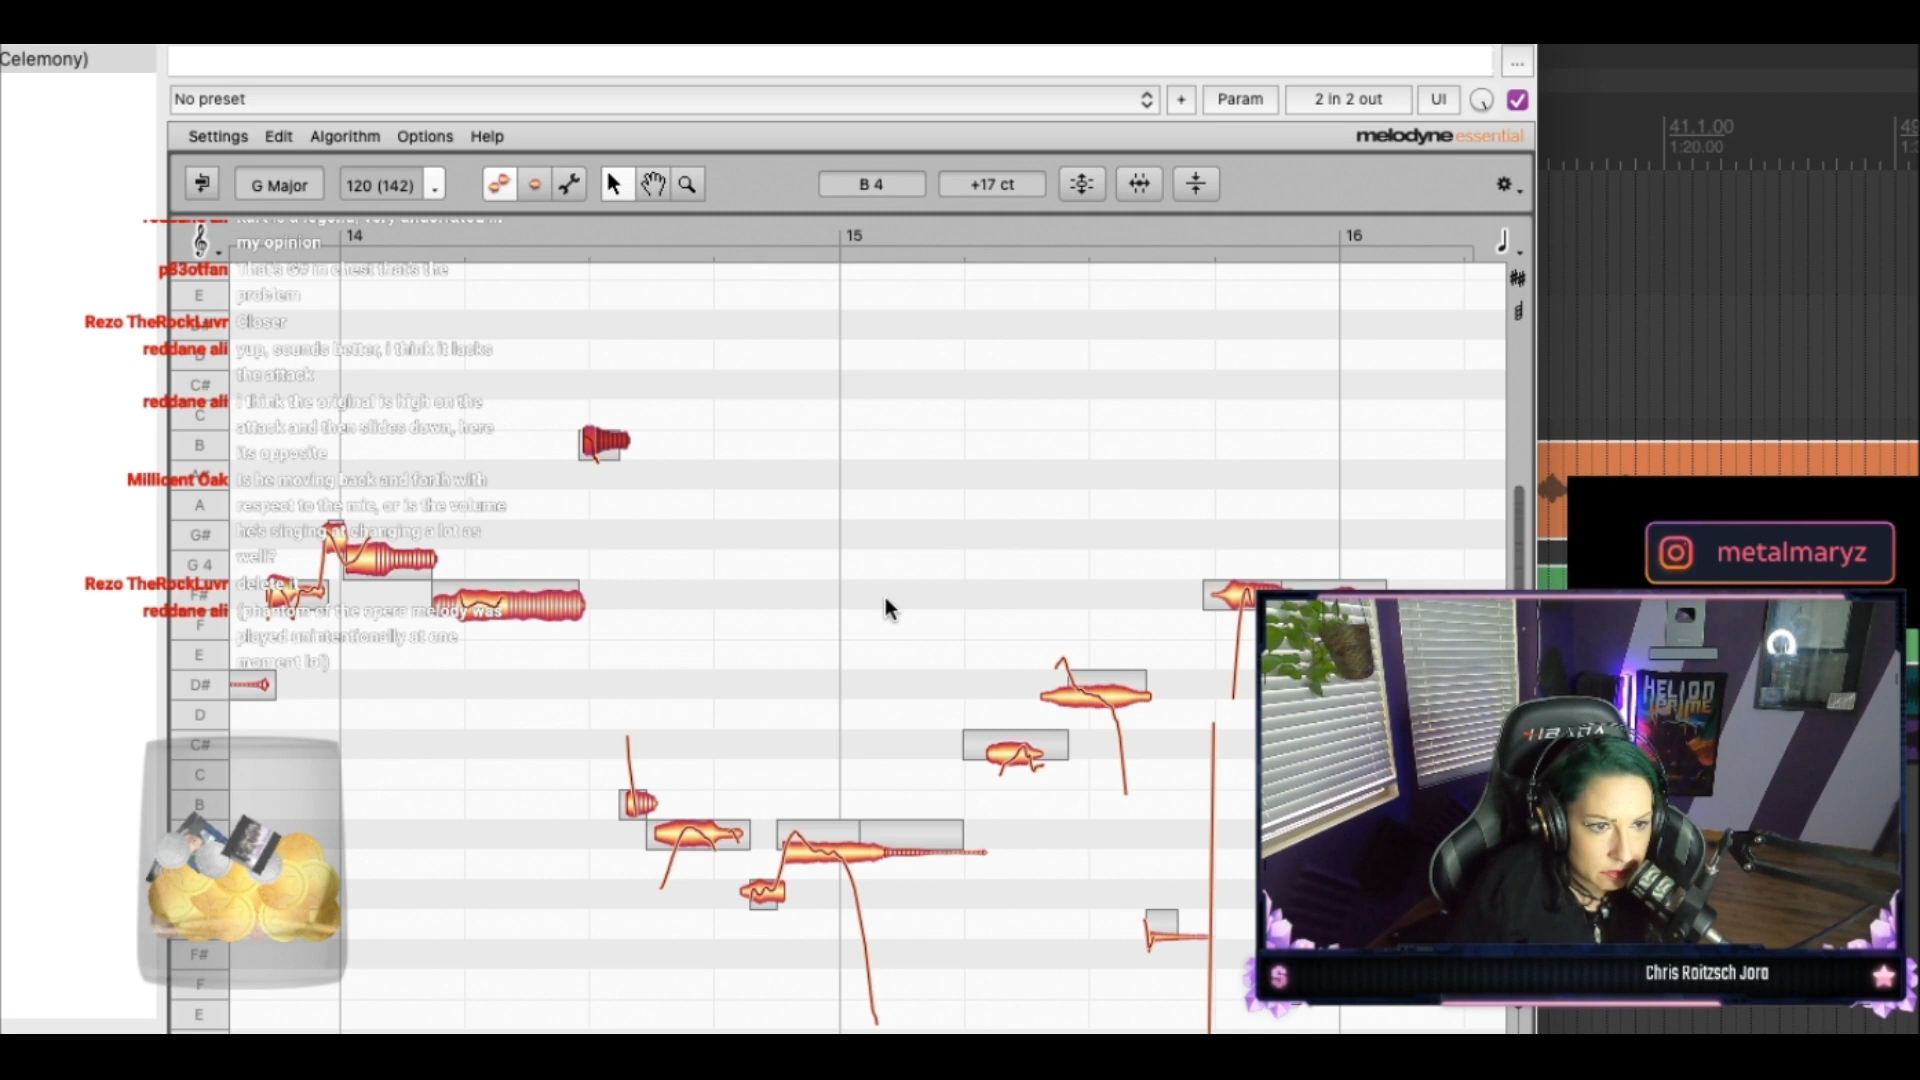 Celemony)
...
No preset
+
Param
2 in 2 out
UI
Settings
Edit
Algorithm
Options
Help
melodyne essential
G Major
120 (142)
B 4
+17 ct
41.1.00
1:20.00
49
14
15
16
my opinion
p83otfan That's G# in chest that's the
problem
Rezo TheRockLuvr Closer
reddane ali yup, sounds better, i think it lacks
the attack
reddane ali i think the original is high on the
attack and then slides down, here
its opposite
Millicent Oak Is he moving back and forth with
respect to the mic, or is the volume
he's singing at changing a lot as
well?
Rezo TheRockLuvr delete it
reddane ali (phantom of the opera melody was
played unintentionally at one
moment lol)
E
D
C#
C
B
A
G#
G 4
F#
F
E
D#
D
C#
C
B
F#
F
E
metalmaryz
HELION
PRIME
S
Chris Roitzsch Jora